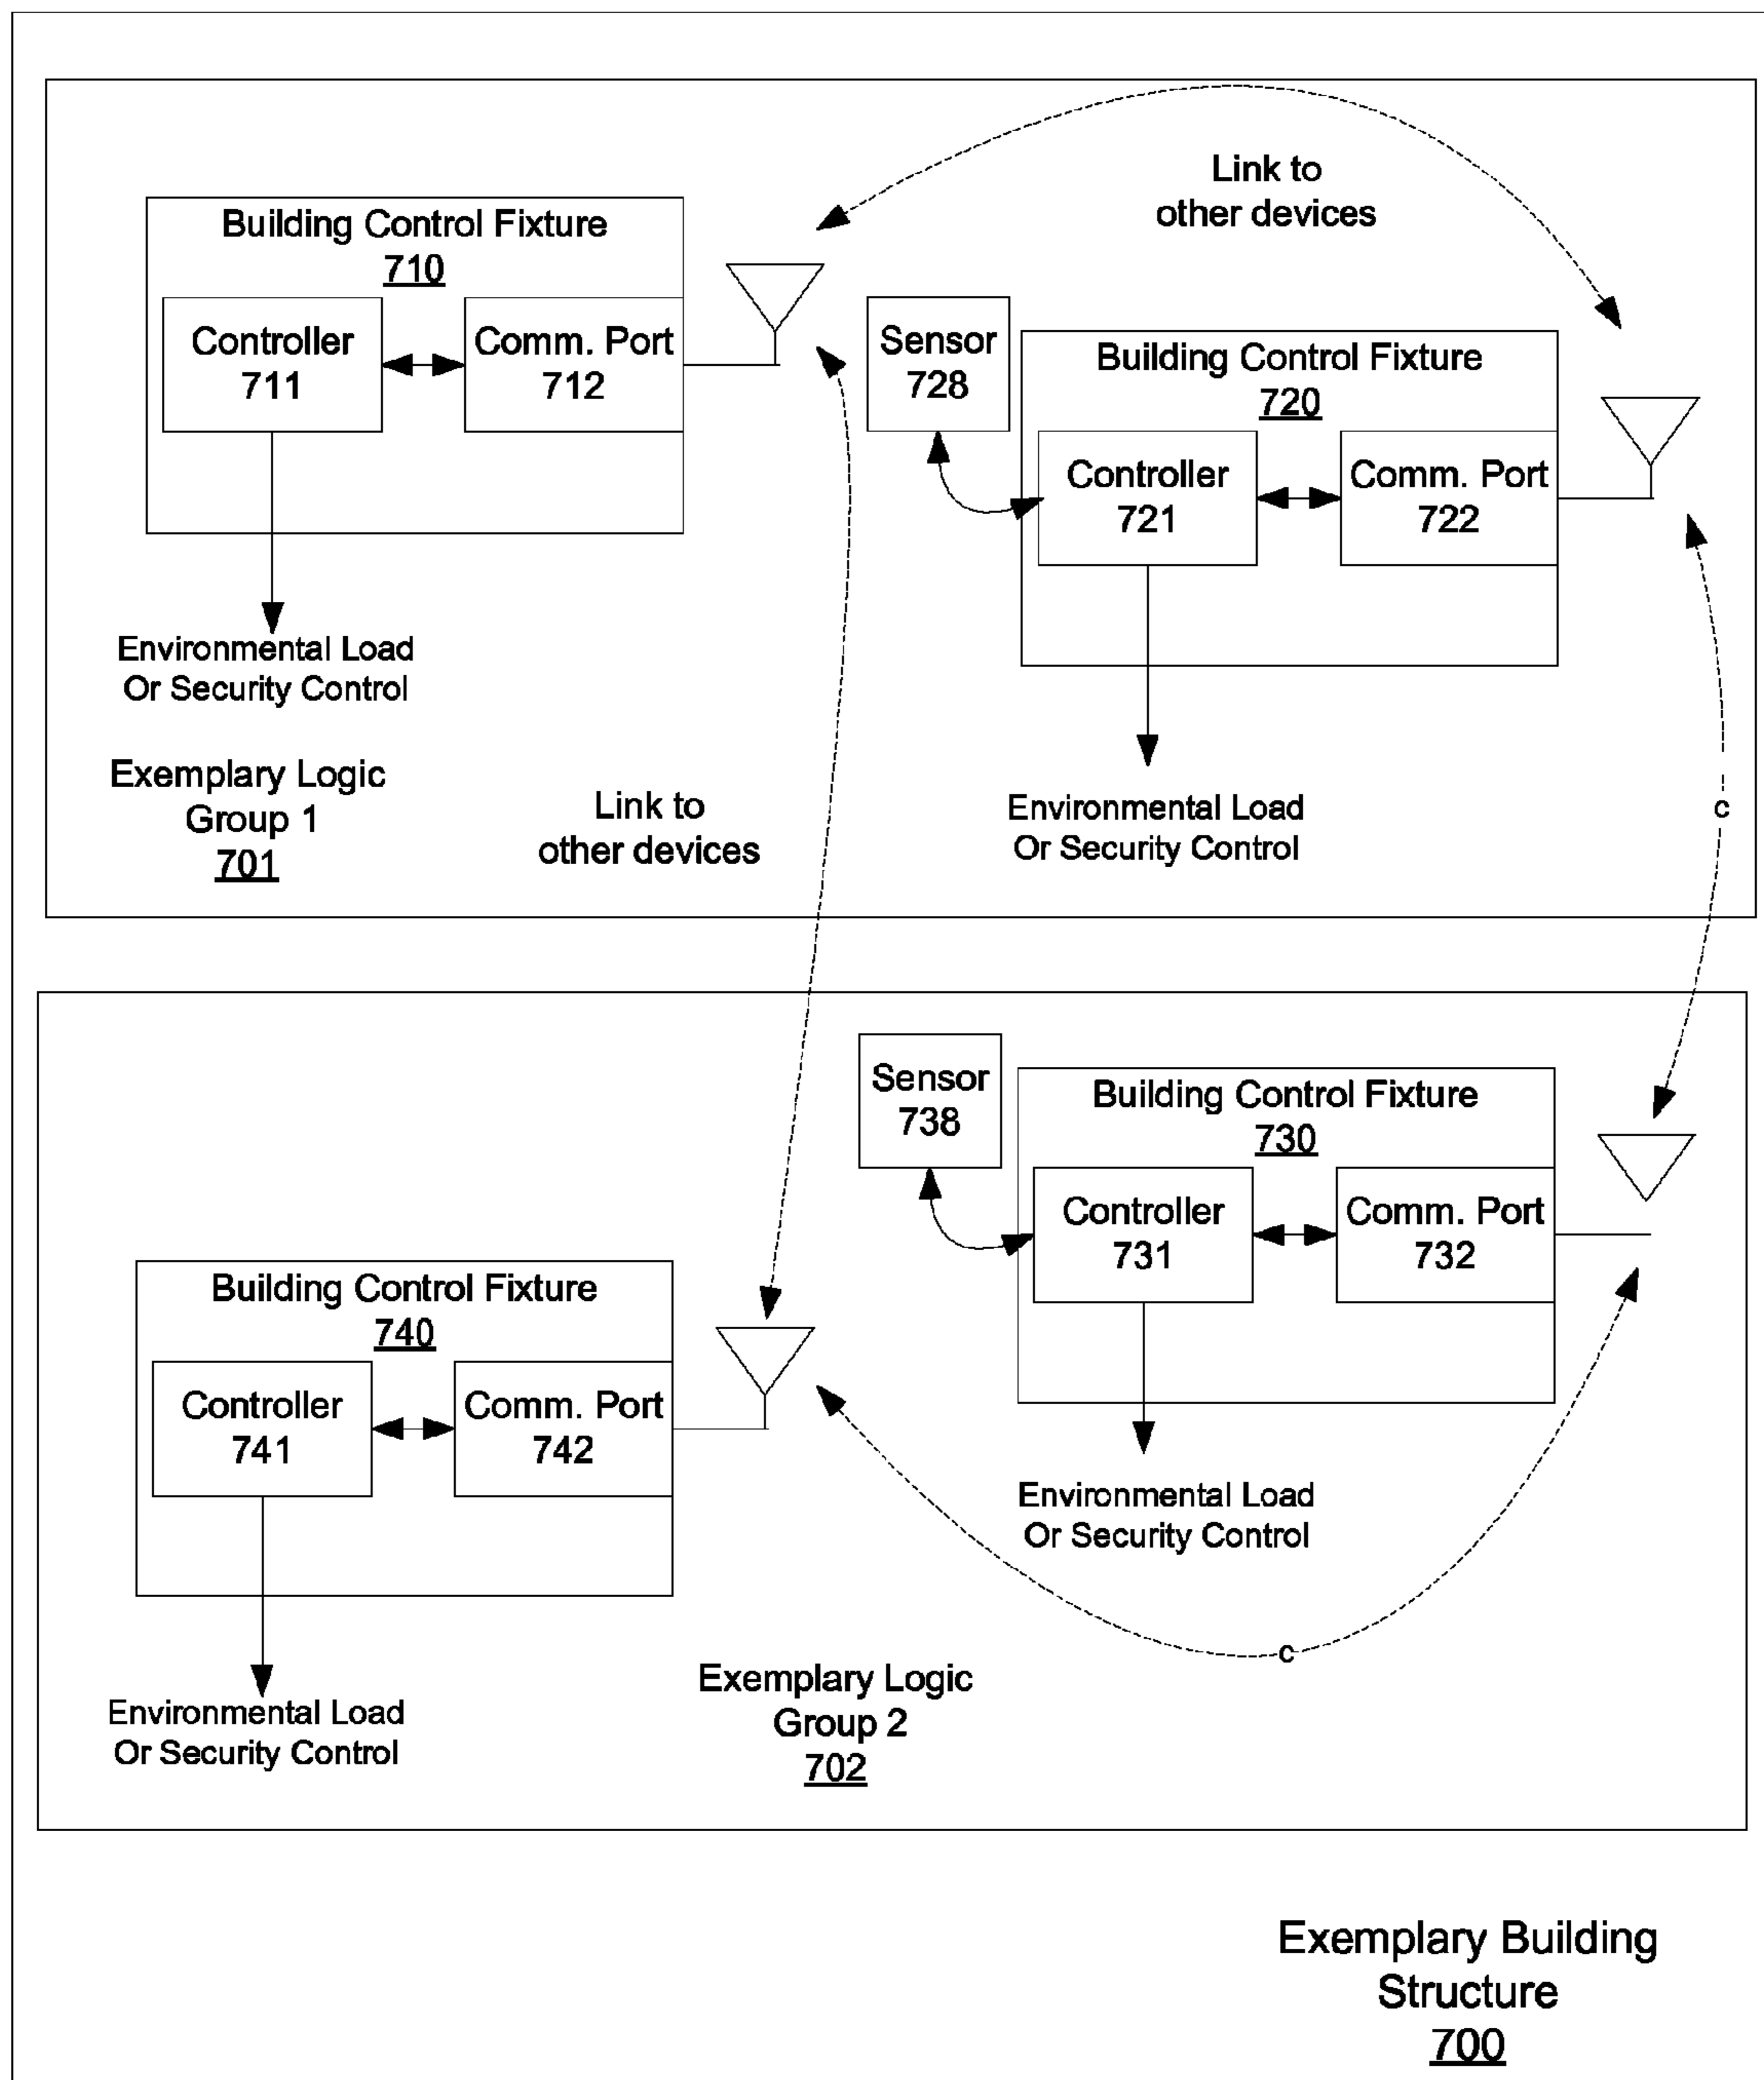 Link to
other devices
Building Control Fixture
710
Controller
711
Comm. Port
712
Sensor
728
Building Control Fixture
720
Controller
721
Comm. Port
722
Environmental Load
Or Security Control
Exemplary Logic
Group 1
701
Link to
other devices
Environmental Load
Or Security Control
c
Sensor
738
Building Control Fixture
730
Controller
731
Comm. Port
732
Building Control Fixture
740
Controller
741
Comm. Port
742
Environmental Load
Or Security Control
c
Exemplary Logic
Group 2
702
Environmental Load
Or Security Control
Exemplary Building
Structure
700